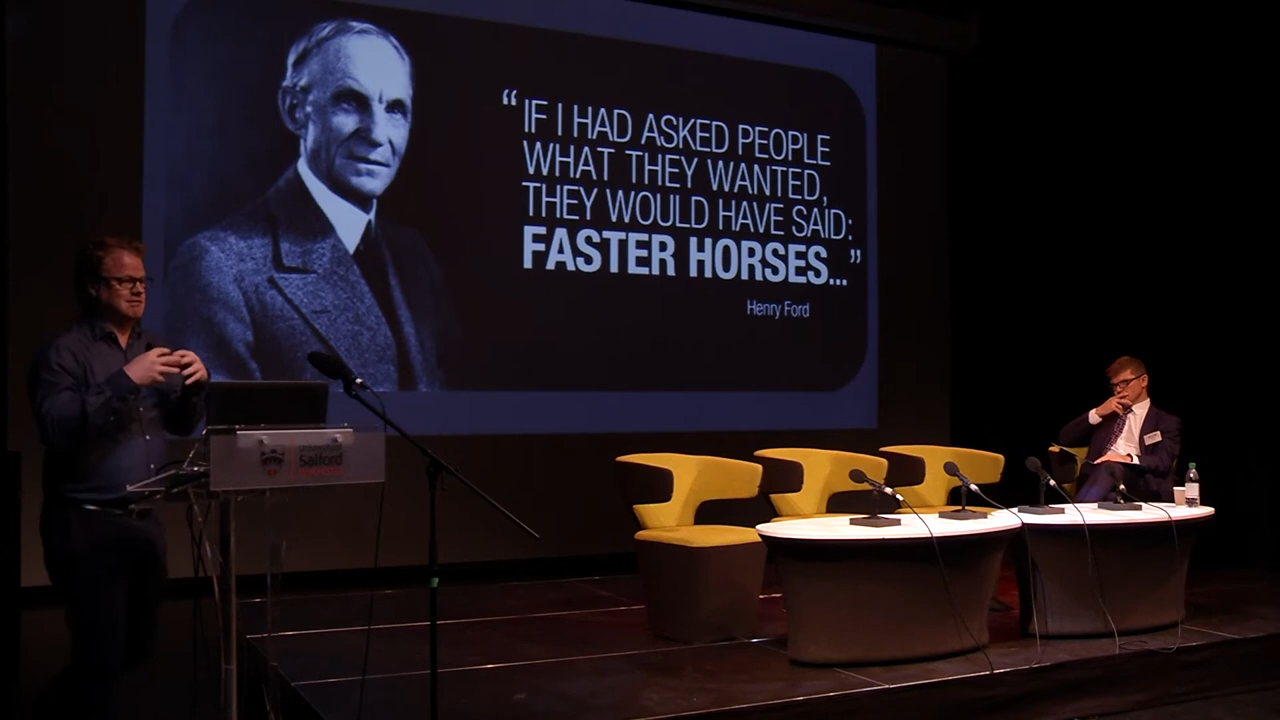 “IF I HAD ASKED PEOPLE
WHAT THEY WANTED,
THEY WOULD HAVE SAID:
FASTER HORSES...”
Henry Ford
Salford